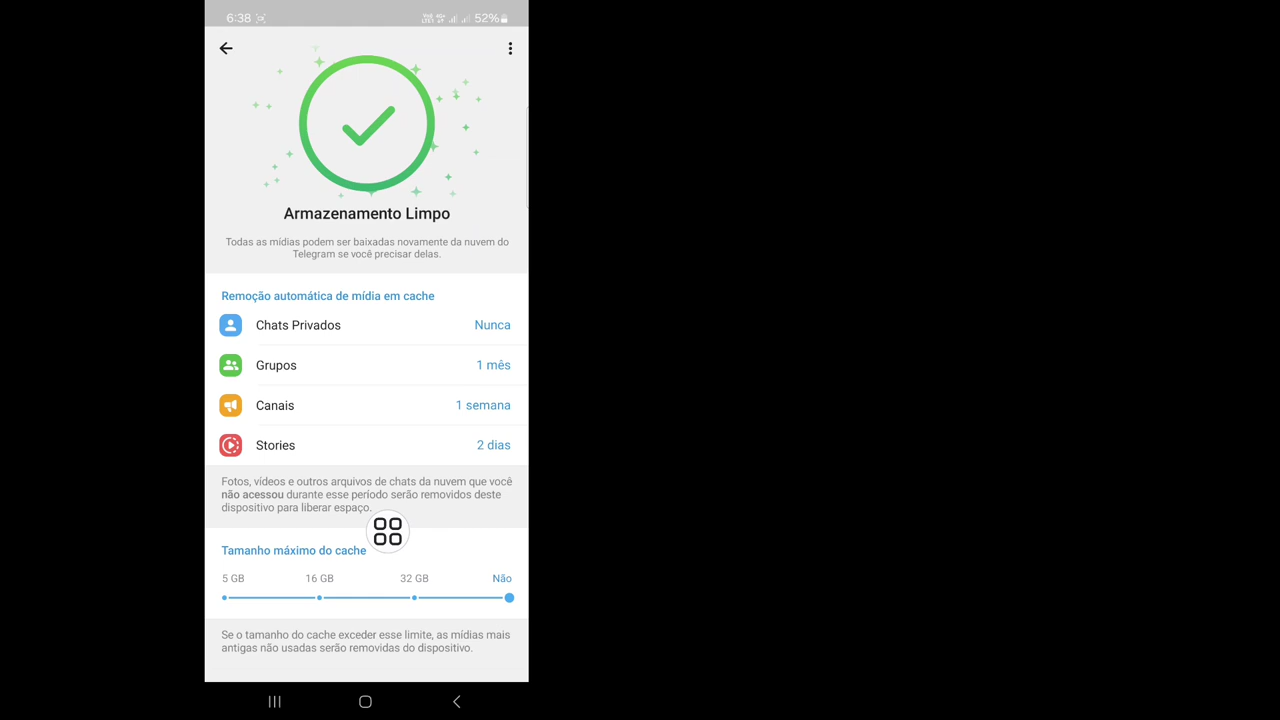 6:38
52%
Armazenamento Limpo
Todas as mídias podem ser baixadas novamente da nuvem do
Telegram se você precisar delas.
Remoção automática de mídia em cache
Chats Privados Nunca
Grupos 1 mês
Canais 1 semana
Stories 2 dias
Fotos, vídeos e outros arquivos de chats da nuvem que você
não acessou durante esse período serão removidos deste
dispositivo para liberar espaço.
Tamanho máximo do cache
5 GB 16 GB 32 GB Não
Se o tamanho do cache exceder esse limite, as mídias mais
antigas não usadas serão removidas do dispositivo.